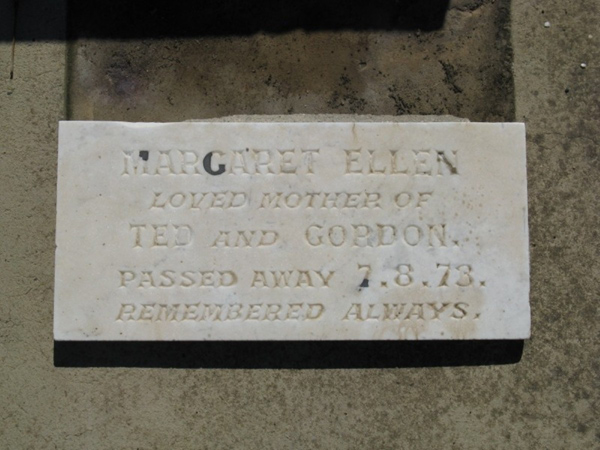 MARGARET ELLEN
LOVED MOTHER OF
TED AND GORDON.
PASSED AWAY 7.8.73.
REMEMBERED ALWAYS.